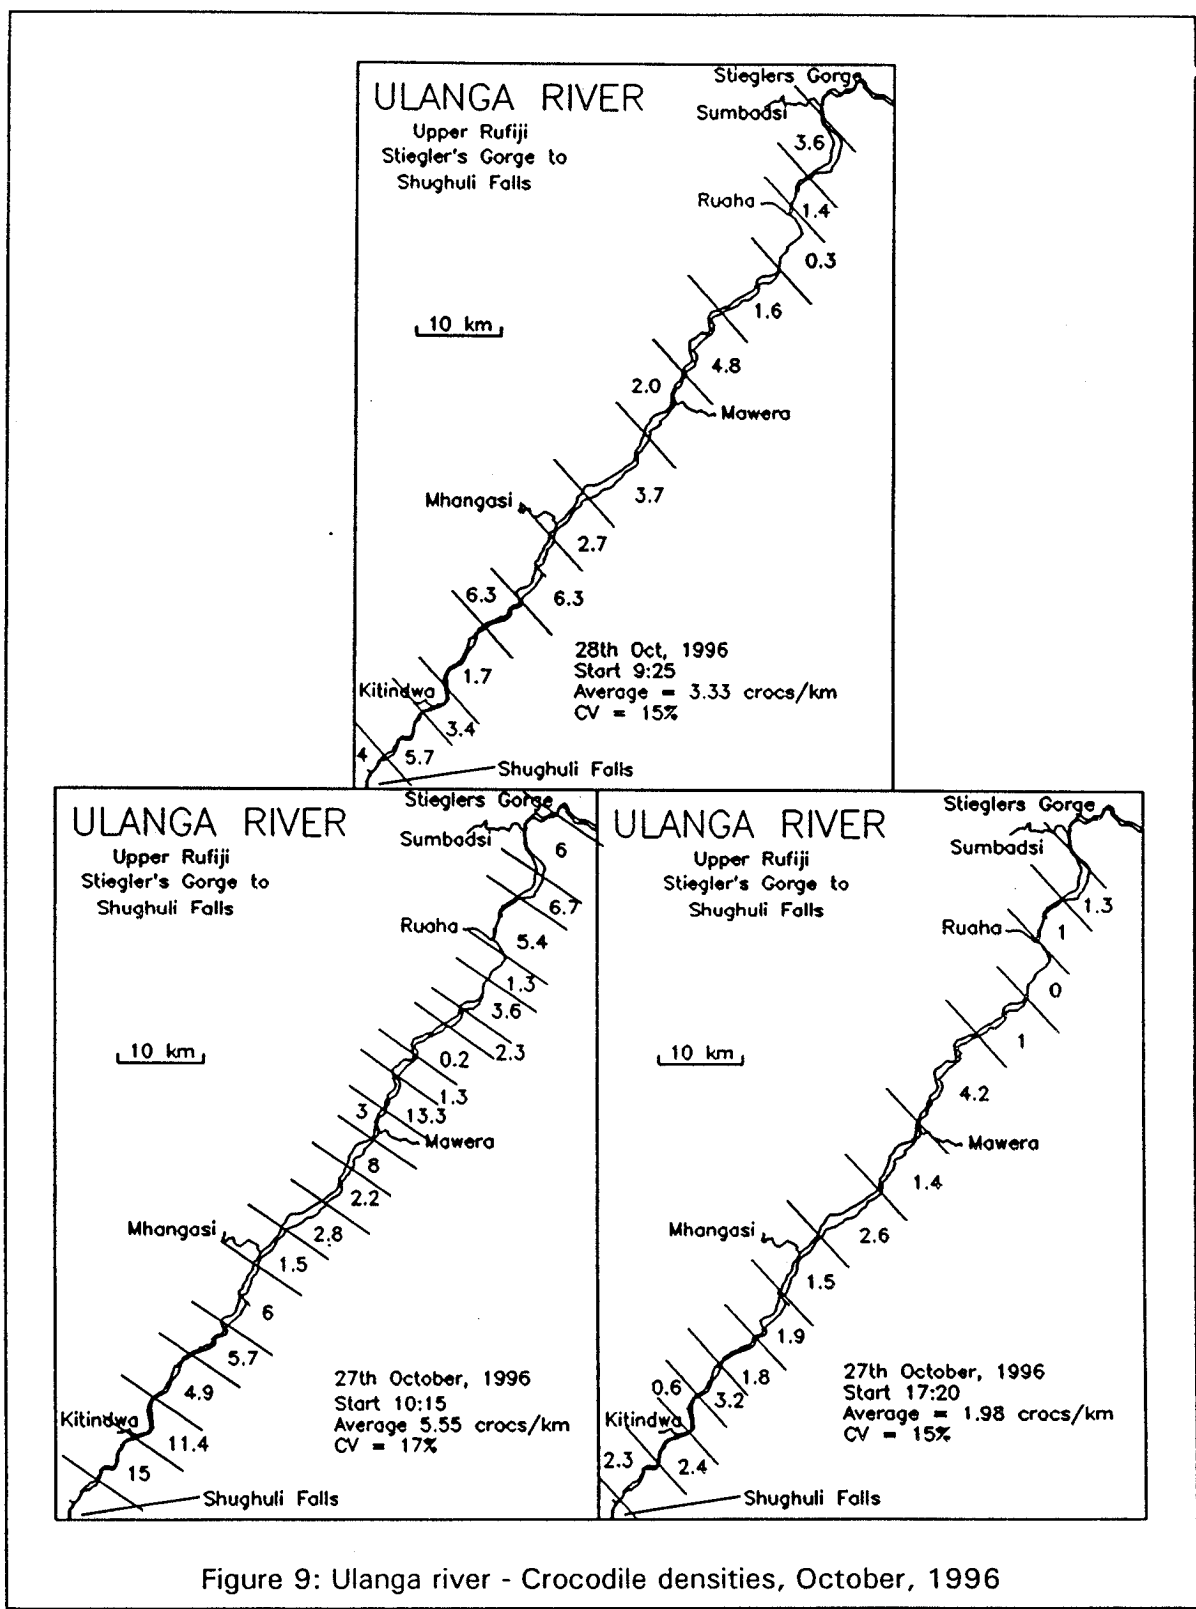 Stieglers Gorge
ULANGA RIVER
Sumbadsi
Upper Rufiji
Stiegler's Gorge to
Shughuli Falls
3.6
Ruaha
1.4
0.3
1.6
10 km
4.8
2.0
Mawera
3.7
Mhangasi
2.7
6.3
6.3
28th Oct, 1996
Start 9:25
1.7
Kitindwa
Average = 3.33 crocs/km
CV = 15%
3.4
4
5.7
Shughuli Falls
Stieglers Gorge
ULANGA RIVER
Sumbadsi
Upper Rufiji
Stiegler's Gorge to
Shughuli Falls
6
6.7
Ruaha
5.4
1.3
3.6
2.3
10 km
0.2
1.3
3
13.3
Mawera
8
2.2
Mhangasi
2.8
1.5
6
5.7
27th October, 1996
4.9
Start 10:15
Kitindwa
Average 5.55 crocs/km
11.4
CV = 17%
15
Shughuli Falls
Stieglers Gorge
ULANGA RIVER
Sumbadsi
Upper Rufiji
Stiegler's Gorge to
Shughuli Falls
1.3
Ruaha
1
0
1
10 km
4.2
Mawera
1.4
Mhangasi
2.6
1.5
1.9
1.8
27th October, 1996
0.6
Start 17:20
3.2
Kitindwa
Average = 1.98 crocs/km
CV = 15%
2.3
2.4
Shughuli Falls
Figure 9: Ulanga river - Crocodile densities, October, 1996